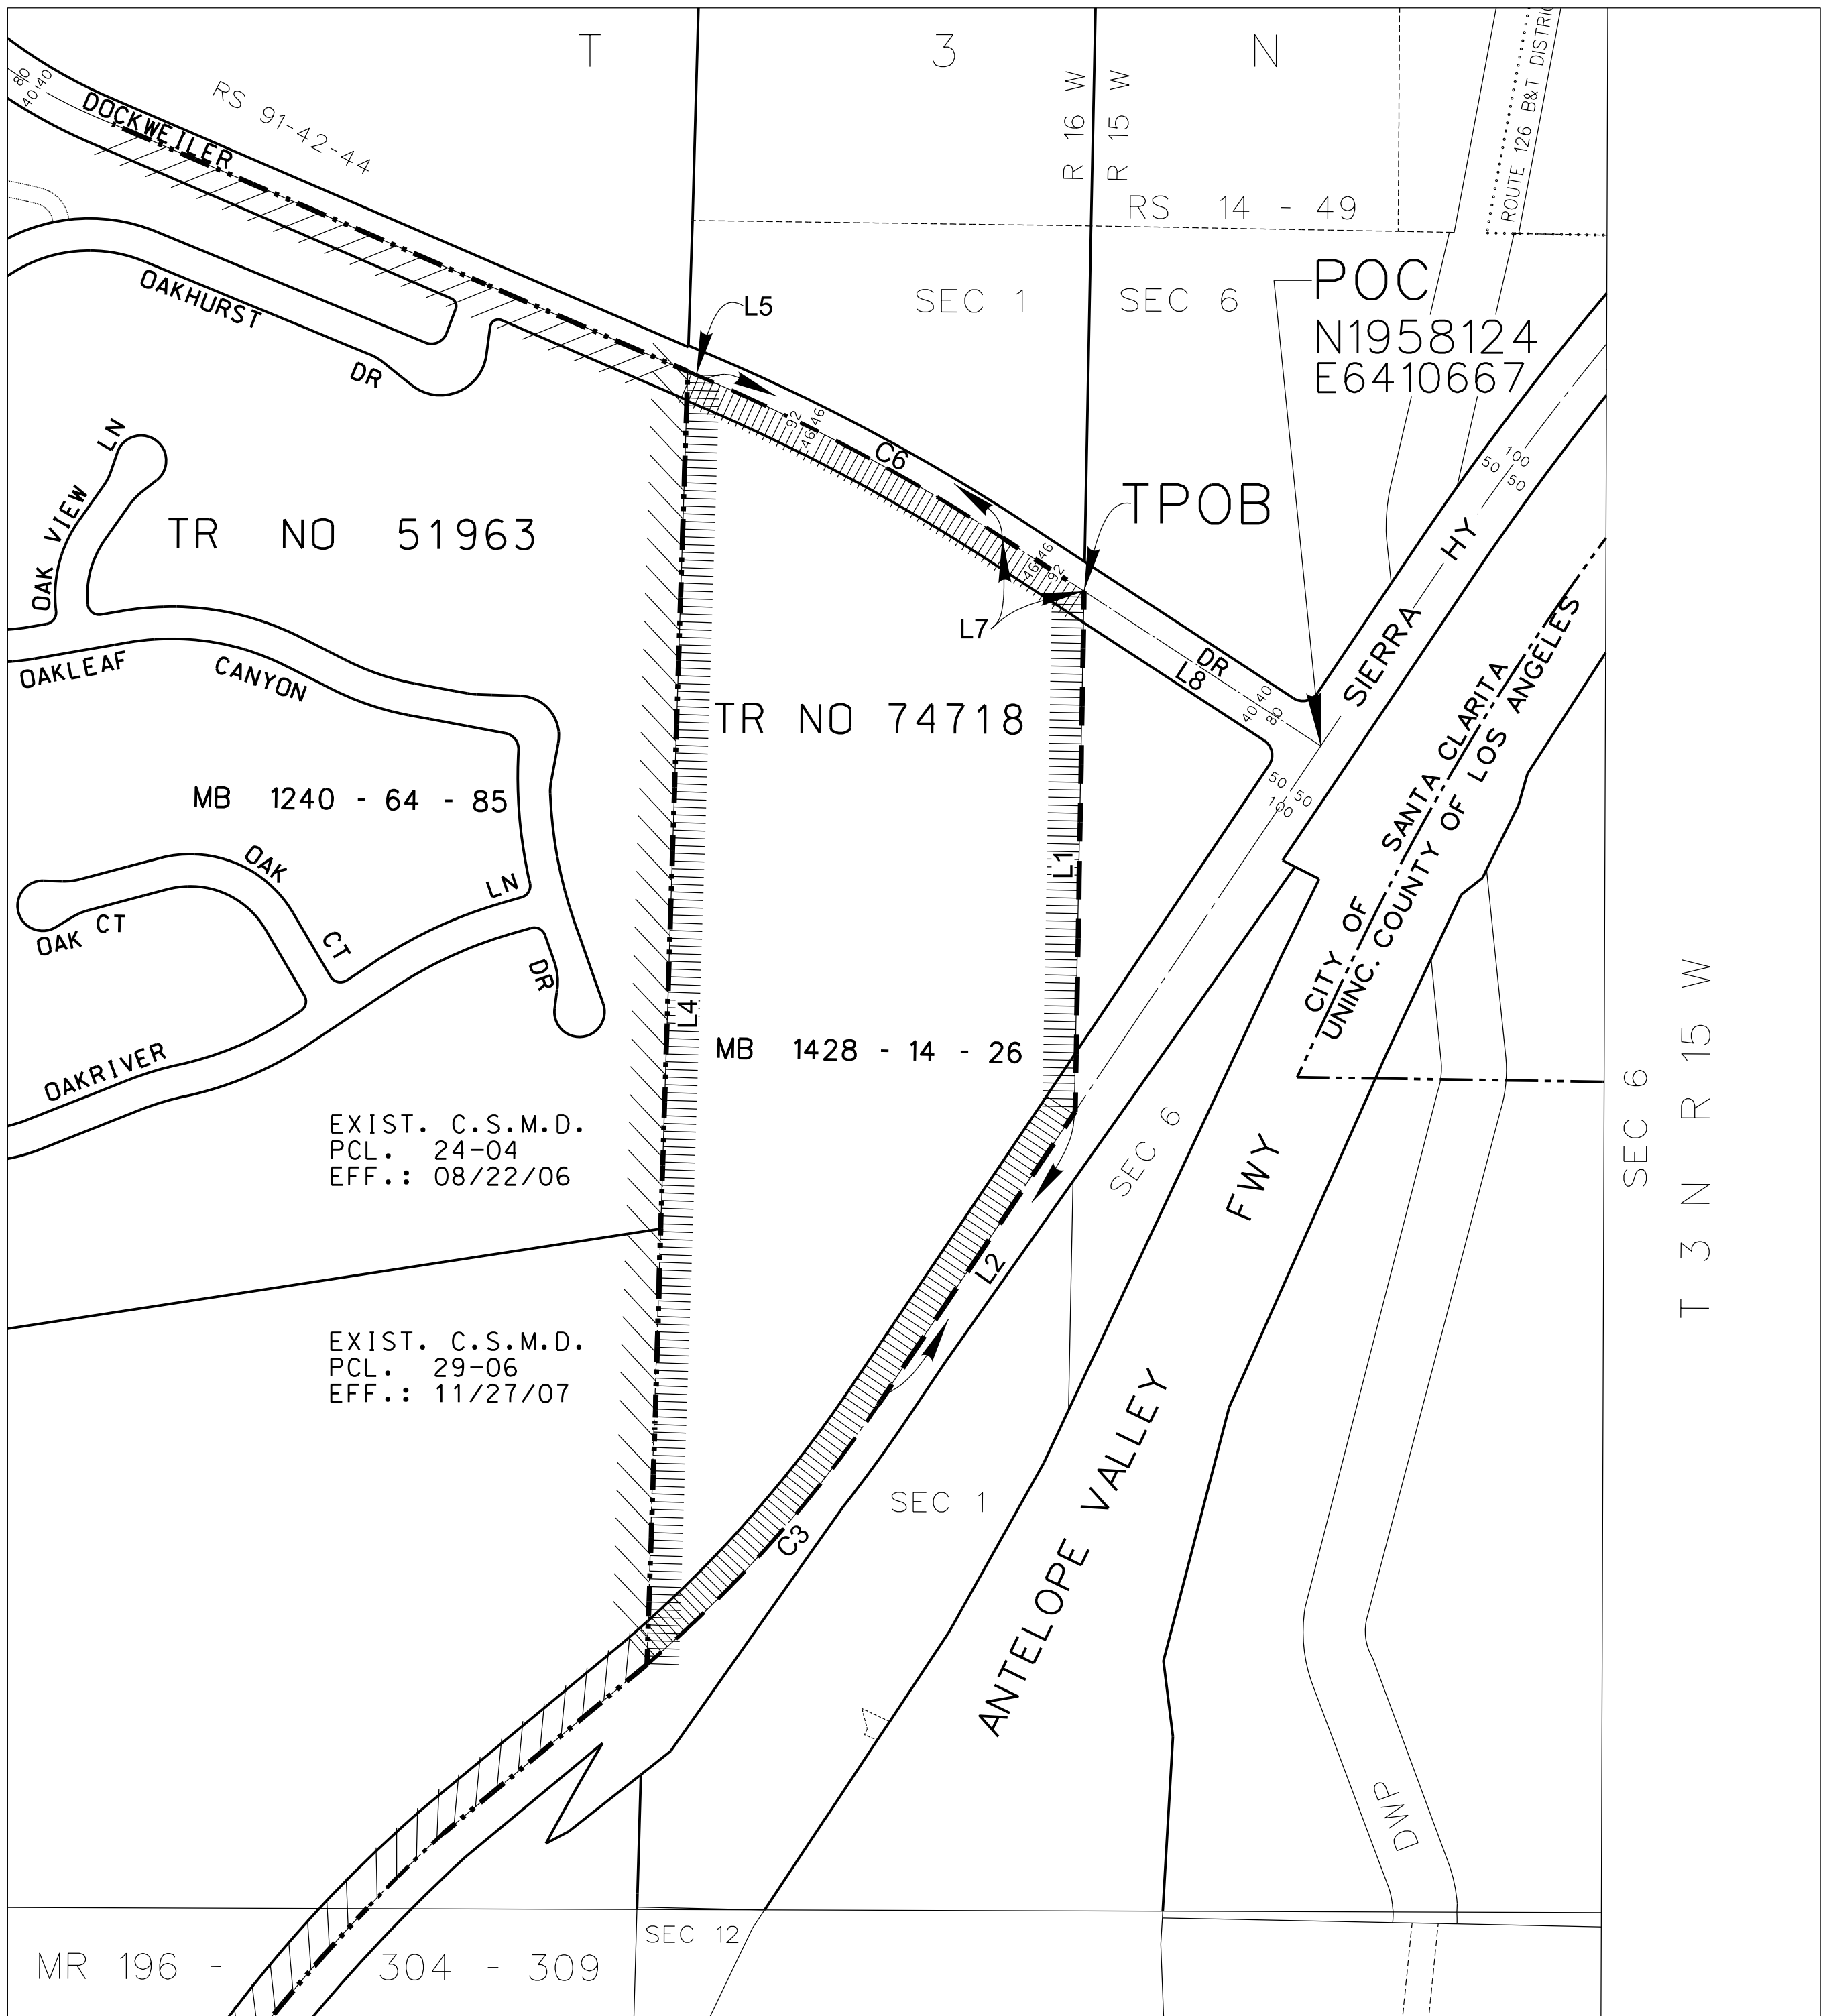 T 3 N
80
40 40
DOCKWEILER
RS 91-42-44
R 16 W
R 15 W
ROUTE 126 B&T DISTRIC
RS 14 - 49
OAKHURST
DR
L5
SEC 1
SEC 6
POC
N1958124
E6410667
92
46 46
C6
TPOB
46 46
92
L7
DR
L8
40 40
80
100
50 50
SIERRA HY
50 50
100
OAK VIEW LN
TR NO 51963
OAKLEAF CANYON
DR
TR NO 74718
MB 1240 - 64 - 85
L1
CITY OF SANTA CLARITA
UNINC. COUNTY OF LOS ANGELES
OAK CT
OAK CT
LN
OAKRIVER
L4
MB 1428 - 14 - 26
EXIST. C.S.M.D.
PCL. 24-04
EFF.: 08/22/06
SEC 6
SEC 6
T 3 N R 15 W
L2
EXIST. C.S.M.D.
PCL. 29-06
EFF.: 11/27/07
C3
SEC 1
ANTELOPE VALLEY FWY
DWP
SEC 12
MR 196 - 304 - 309